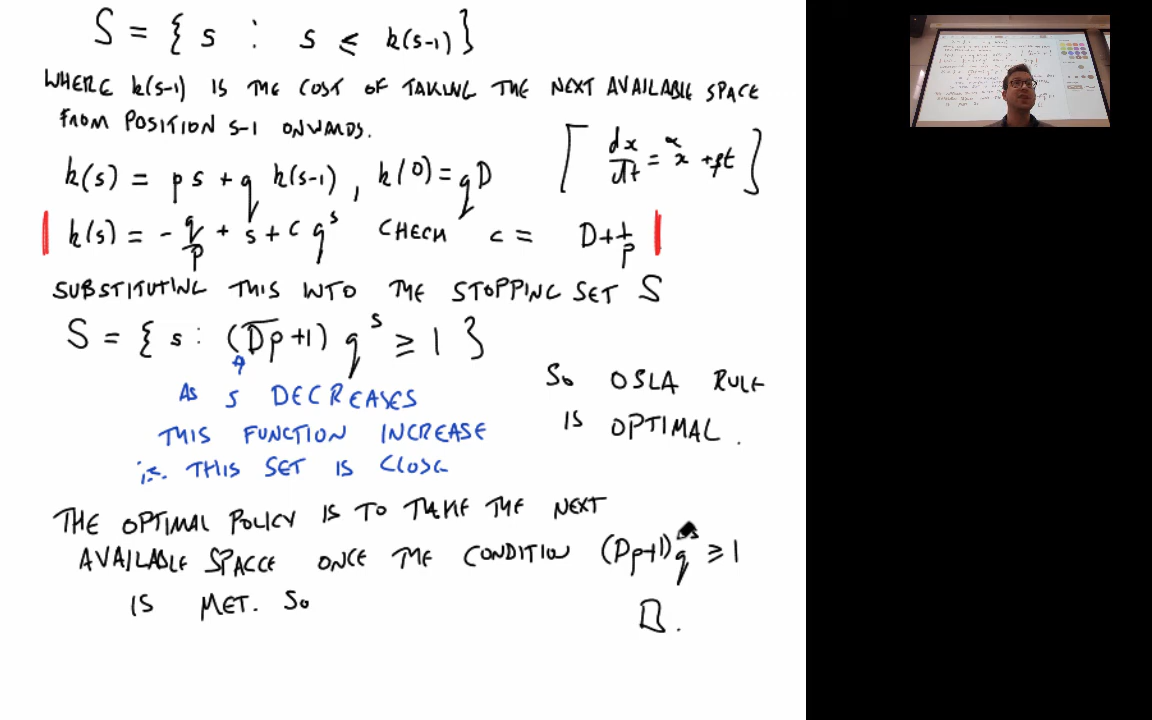 S = { s : s ≤ k(s-1) }
WHERE k(s-1) IS THE COST OF TAKING THE NEXT AVAILABLE SPACE
FROM POSITION S-1 ONWARDS.
k(s) = ps + q k(s-1), k(0) = qD
[ dx/dt = αx + ft ]
k(s) = - q/p + s + c q^s CHECK c = D + 1/p
SUBSTITUTING THIS INTO THE STOPPING SET S
S = { s : (Dp+1) q^s ≥ 1 }
AS S DECREASES
THIS FUNCTION INCREASE
i.e. THIS SET IS CLOSE
SO OSLA RULE
IS OPTIMAL.
THE OPTIMAL POLICY IS TO TAKE THE NEXT
AVAILABLE SPACCE ONCE THE CONDITION (Dp+1)q ≥ 1
IS MET. SO